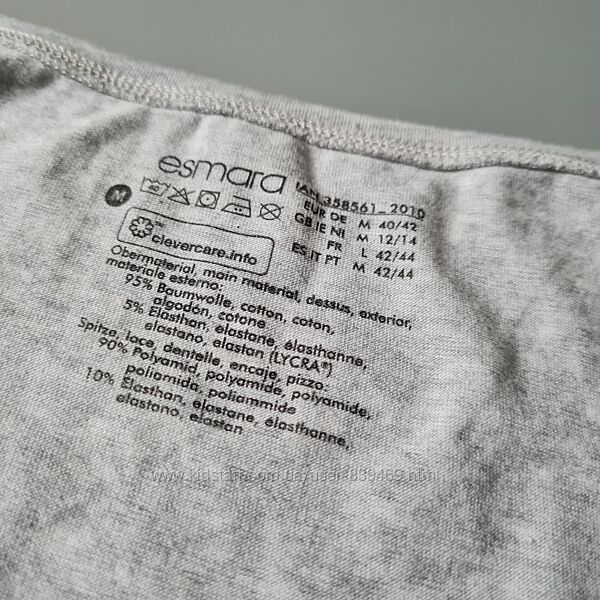 esmara
IAN 358561_2010
EUR DE M 40/42
GB IE NI M 12/14
FR L 42/44
ES IT PT M 42/44
M
clevercare.info
Obermaterial, main material, dessus, exterior,
materiale esterno:
95% Baumwolle, cotton, coton,
algodón, cotone
5% Elasthan, elastane, élasthanne,
elastano, elastan (LYCRA®)
Spitze, lace, dentelle, encaje, pizzo:
90% Polyamid, polyamide, polyamide,
poliamida, poliammide
10% Elasthan, elastane, élasthanne,
elastano, elastan